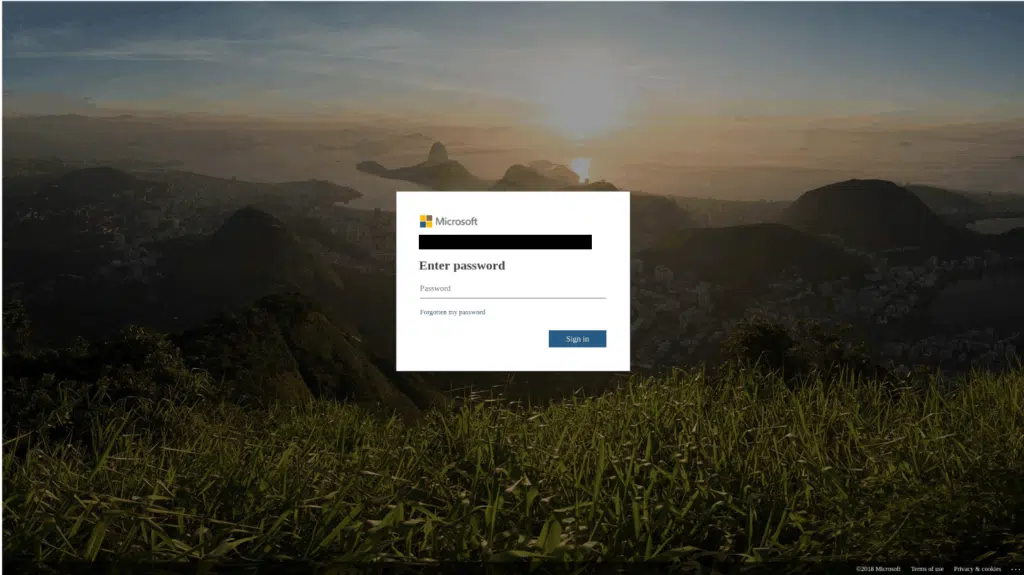 Microsoft
Enter password
Password
Forgotten my password
Sign in
©2018 Microsoft Terms of use Privacy & cookies ...